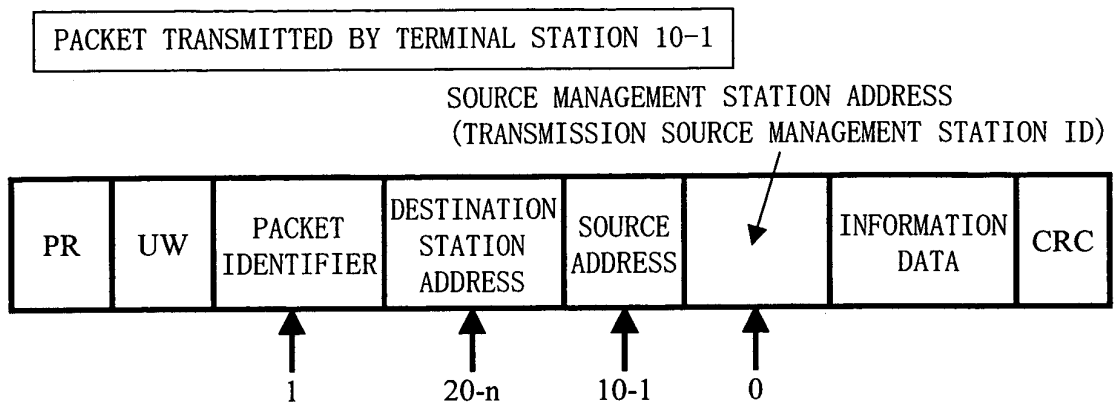 PACKET TRANSMITTED BY TERMINAL STATION 10-1
SOURCE MANAGEMENT STATION ADDRESS
(TRANSMISSION SOURCE MANAGEMENT STATION ID)
PR
UW
PACKET
IDENTIFIER
DESTINATION
STATION
ADDRESS
SOURCE
ADDRESS
INFORMATION
DATA
CRC
1
20-n
10-1
0